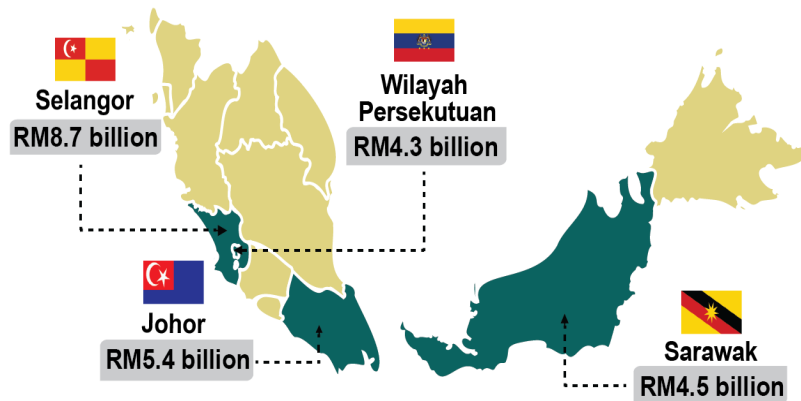 Selangor
RM8.7 billion
Wilayah
Persekutuan
RM4.3 billion
Johor
RM5.4 billion
Sarawak
RM4.5 billion